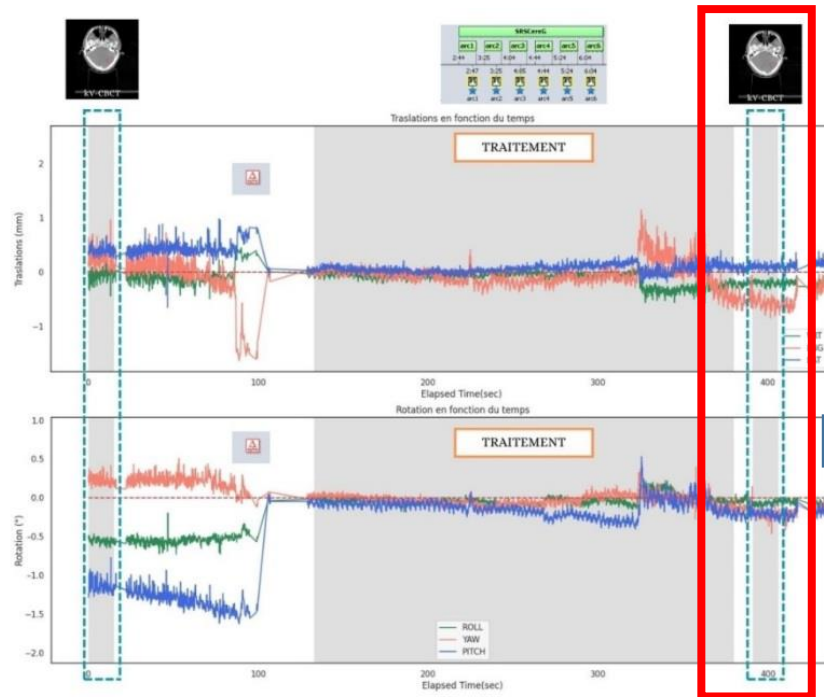 SRSCereG
arc1 arc2 arc3 arc4 arc5 arc6
2:44 3:25 4:04 4:44 5:24 6:04
2:47 3:25 4:05 4:44 5:24 6:04
arc1 arc2 arc3 arc4 arc5 arc6
kV-CBCT
kV-CBCT
Traslations en fonction du temps
TRAITEMENT
Traslations (mm)
2
1
0
−1
0 100 200 300 400
Elapsed Time(sec)
Rotation en fonction du temps
TRAITEMENT
Rotation (°)
1.0
0.5
0.0
−0.5
−1.0
−1.5
−2.0
ROLL
YAW
PITCH
0 100 200 300 400
Elapsed Time(sec)